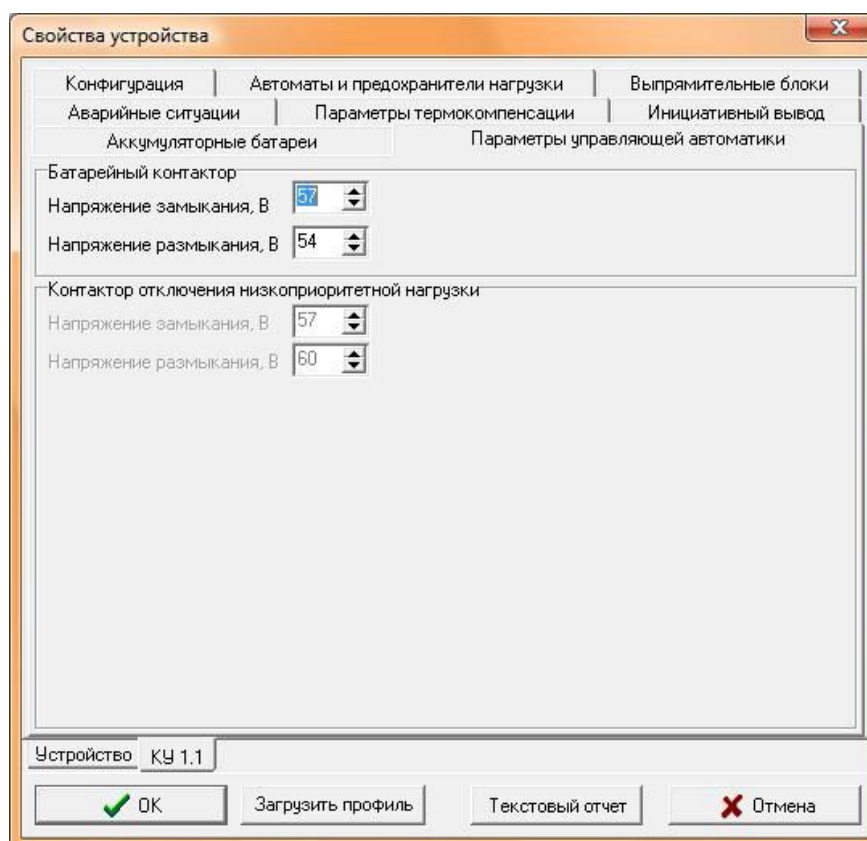 Свойства устройства
Конфигурация
Автоматы и предохранители нагрузки
Выпрямительные блоки
Аварийные ситуации
Параметры термокомпенсации
Инициативный вывод
Аккумуляторные батареи
Параметры управляющей автоматики
Батарейный контактор
Напряжение замыкания, В 57
Напряжение размыкания, В 54
Контактор отключения низкоприоритетной нагрузки
Напряжение замыкания, В 57
Напряжение размыкания, В 60
Устройство КУ 1.1
OK Загрузить профиль Текстовый отчет Отмена